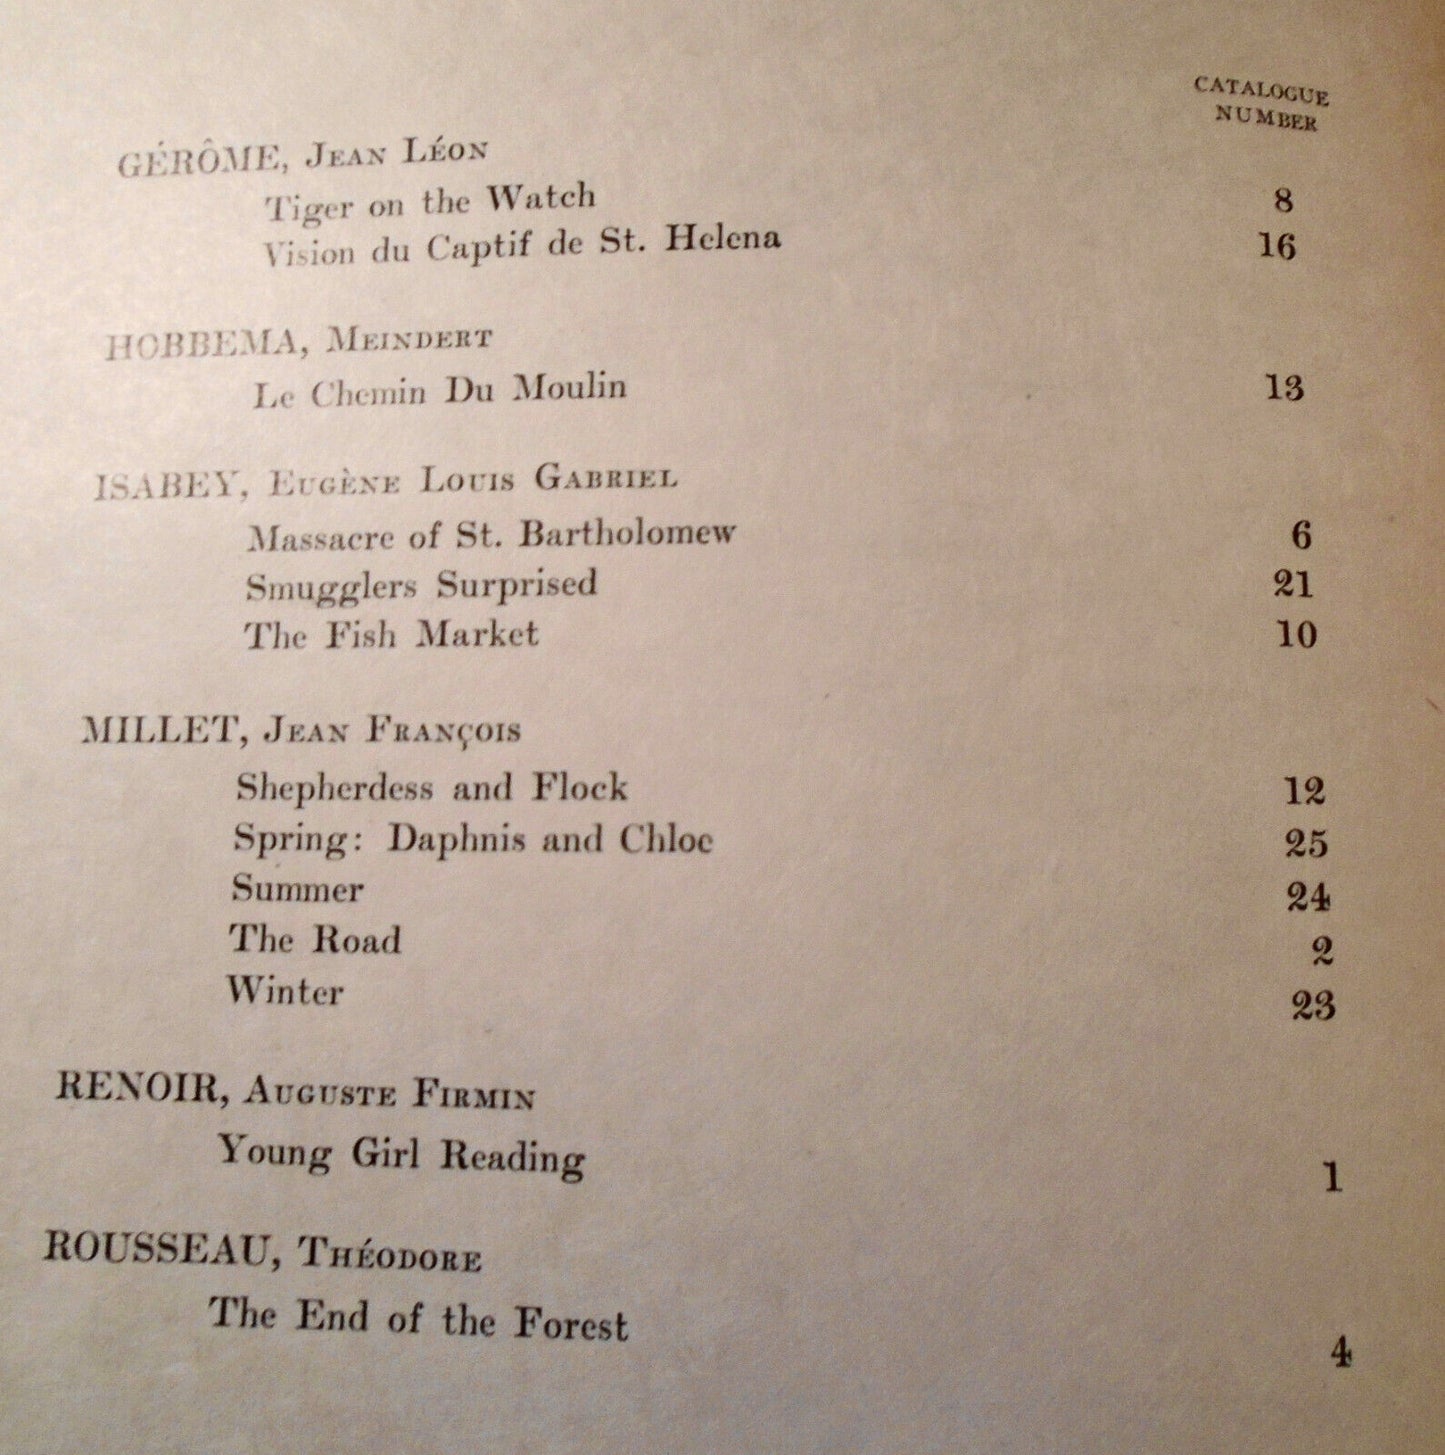 CATALOGUE
NUMBER
GÉRÔME, JEAN LÉON
Tiger on the Watch 8
Vision du Captif de St. Helena 16
HOBBEMA, MEINDERT
Le Chemin Du Moulin 13
ISABEY, EUGÈNE LOUIS GABRIEL
Massacre of St. Bartholomew 6
Smugglers Surprised 21
The Fish Market 10
MILLET, JEAN FRANÇOIS
Shepherdess and Flock 12
Spring: Daphnis and Chloe 25
Summer 24
The Road 2
Winter 23
RENOIR, AUGUSTE FIRMIN
Young Girl Reading 1
ROUSSEAU, THÉODORE
The End of the Forest 4